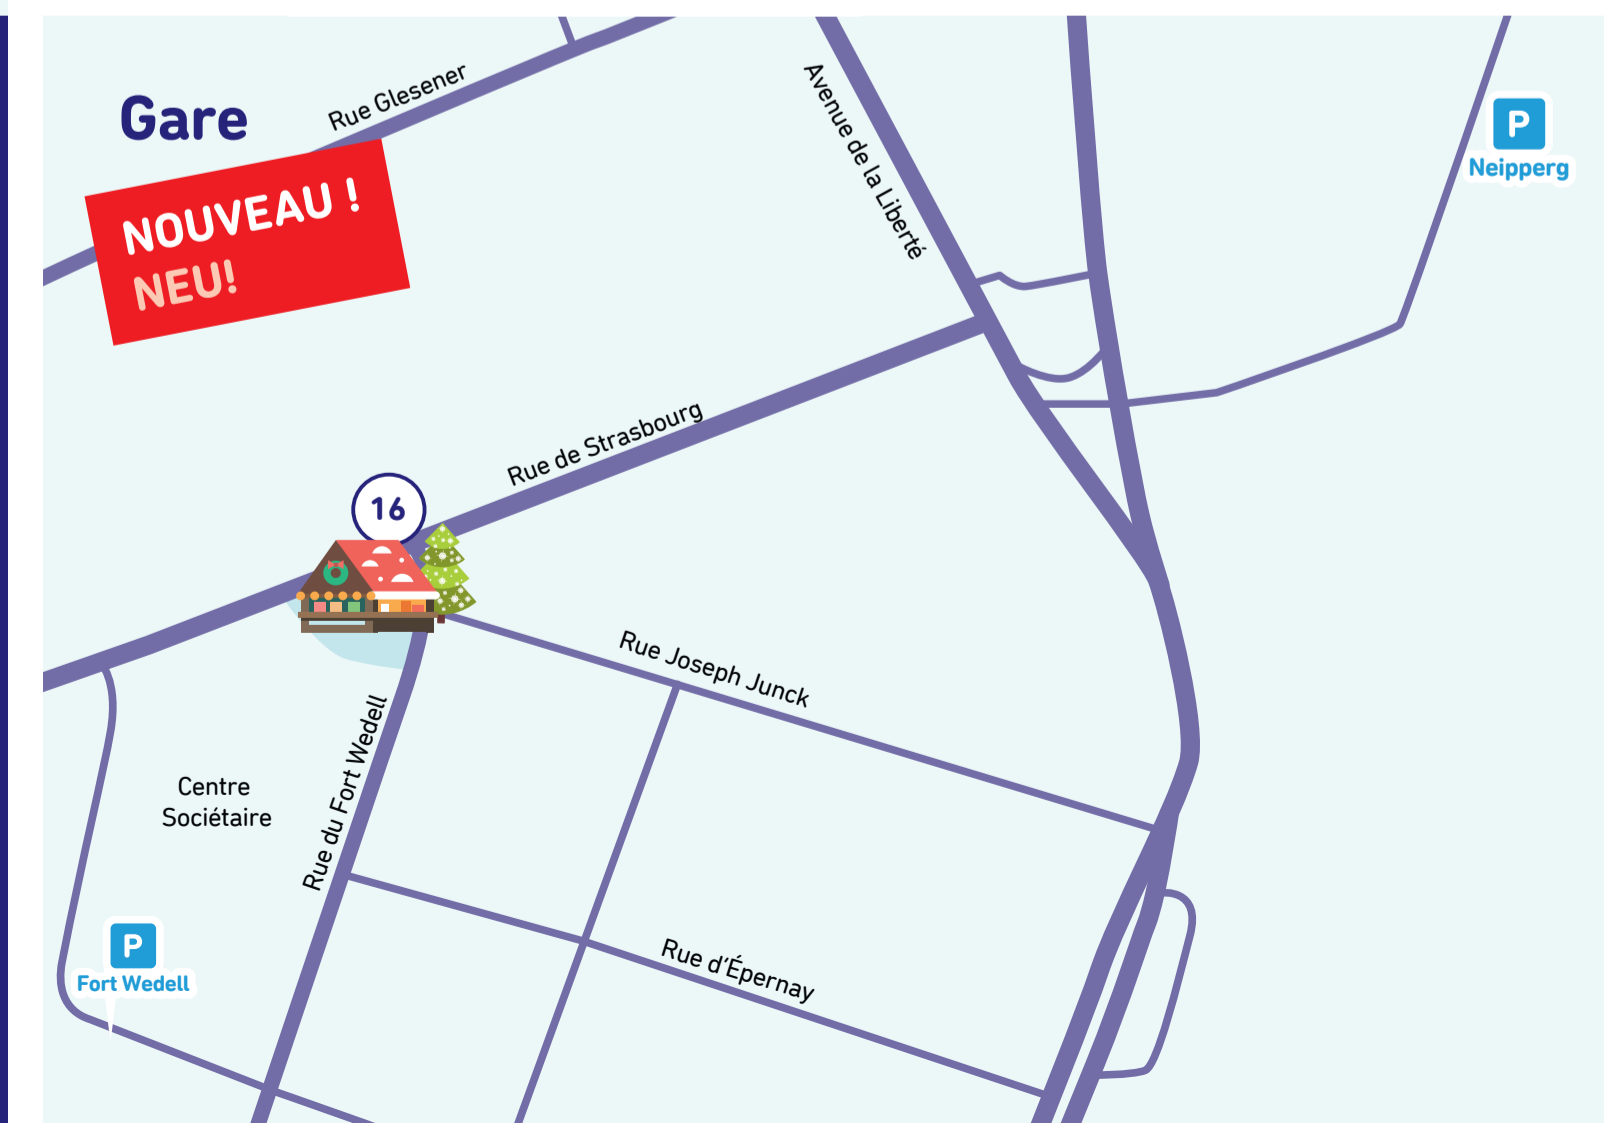 Gare
Rue Glesener
NOUVEAU !
NEU!
Avenue de la Liberté
P
Neipperg
Rue de Strasbourg
16
Rue Joseph Junck
Rue du Fort Wedell
Centre
Sociétaire
P
Fort Wedell
Rue d'Épernay